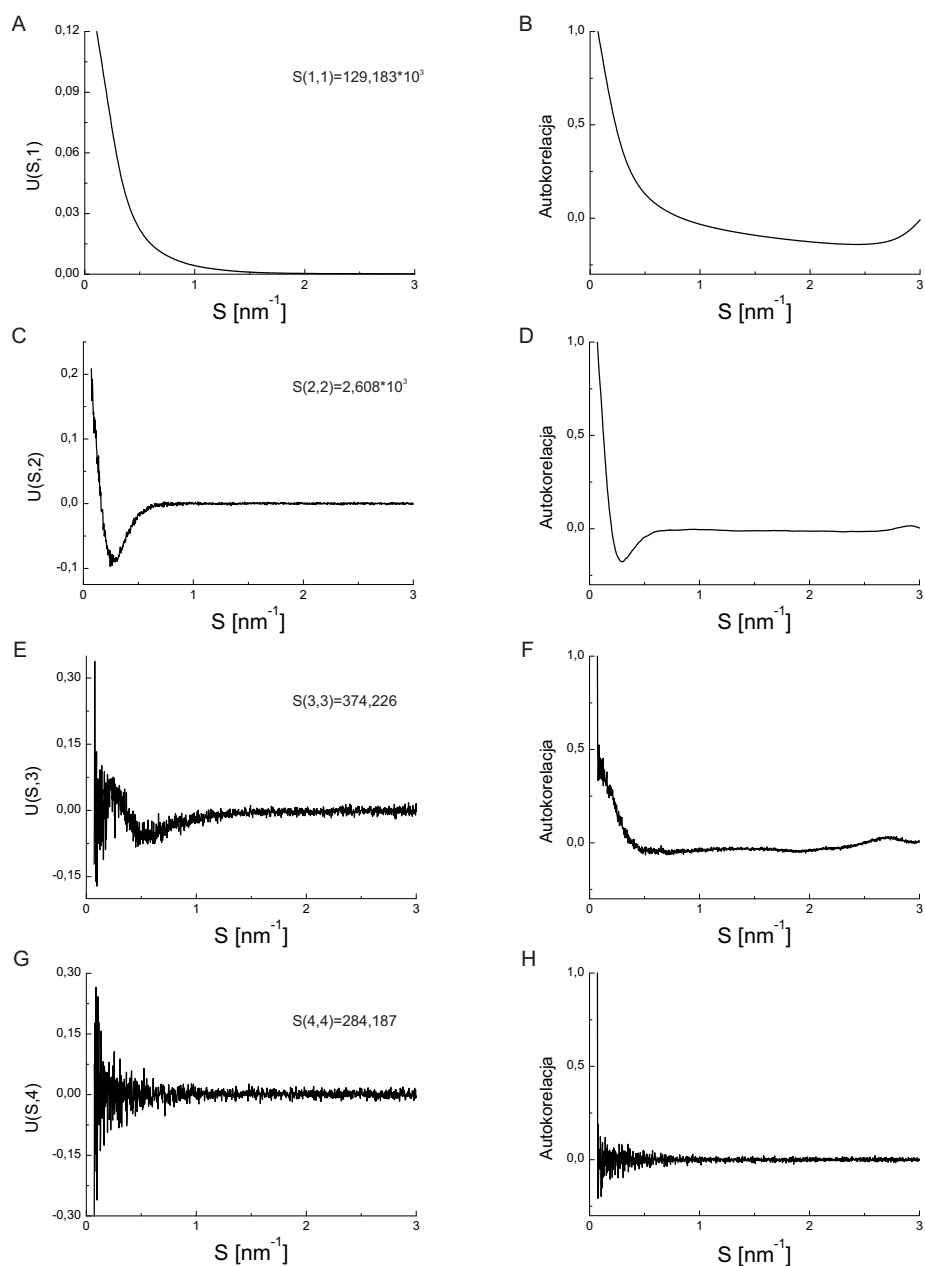 A
0,12
0,09
0,06
0,03
0,00
U(S,1)
S(1,1)=129,183*10³
0 1 2 3
S [nm⁻¹]
B
1,0
0,5
0,0
Autokorelacja
0 1 2 3
S [nm⁻¹]
C
0,2
0,1
0,0
-0,1
U(S,2)
S(2,2)=2,608*10³
0 1 2 3
S [nm⁻¹]
D
1,0
0,5
0,0
Autokorelacja
0 1 2 3
S [nm⁻¹]
E
0,30
0,15
0,00
-0,15
U(S,3)
S(3,3)=374,226
0 1 2 3
S [nm⁻¹]
F
1,0
0,5
0,0
Autokorelacja
0 1 2 3
S [nm⁻¹]
G
0,30
0,15
0,00
-0,15
-0,30
U(S,4)
S(4,4)=284,187
0 1 2 3
S [nm⁻¹]
H
1,0
0,5
0,0
Autokorelacja
0 1 2 3
S [nm⁻¹]